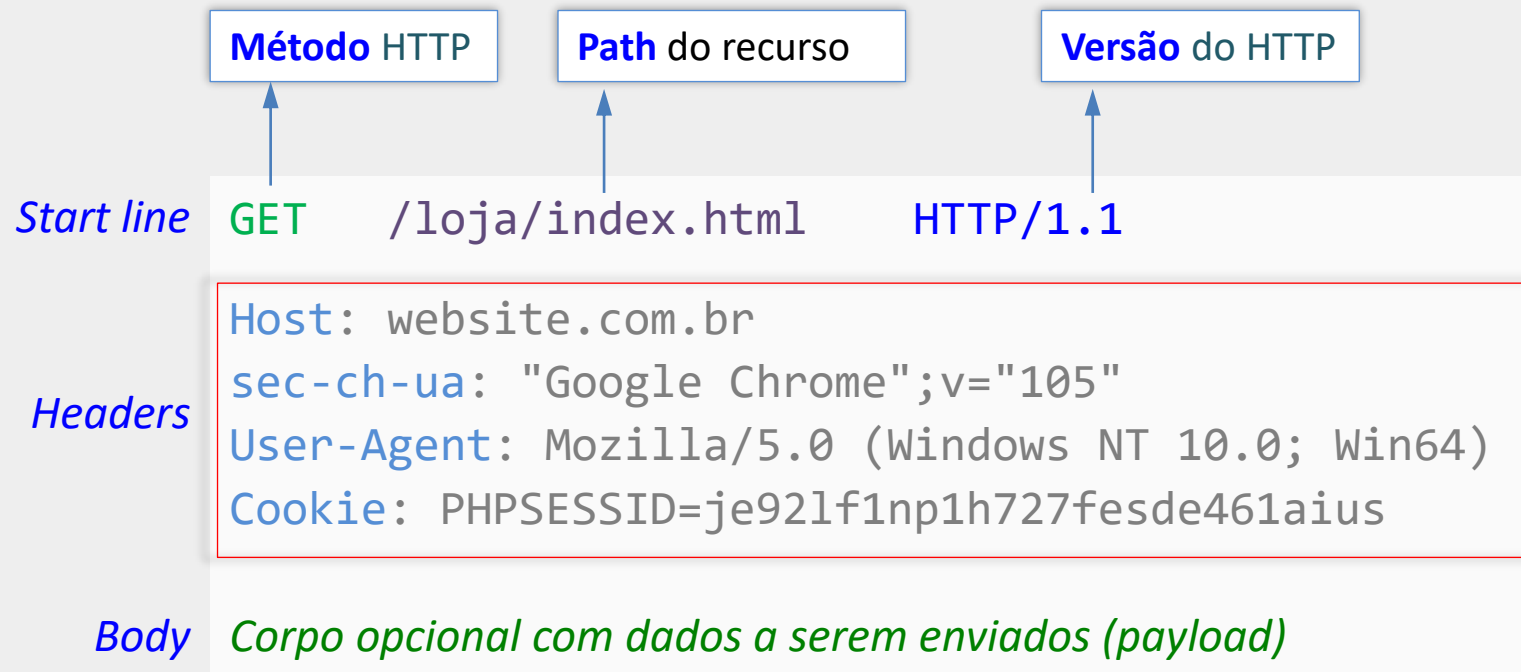 Método HTTP
Path do recurso
Versão do HTTP
Start line
GET /loja/index.html HTTP/1.1
Headers
Host: website.com.br
sec-ch-ua: "Google Chrome";v="105"
User-Agent: Mozilla/5.0 (Windows NT 10.0; Win64)
Cookie: PHPSESSID=je92lf1np1h727fesde461aius
Body
Corpo opcional com dados a serem enviados (payload)